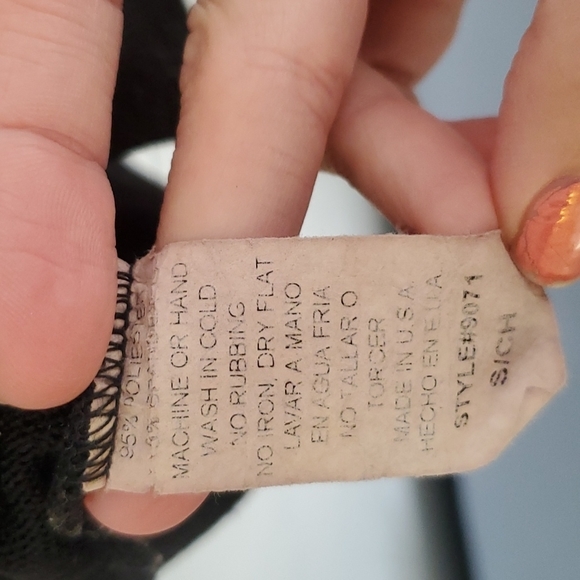 95% POLIESTER
MACHINE OR HAND
WASH IN COLD
NO RUBBING
NO IRON, DRY FLAT
LAVAR A MANO
EN AGUA FRIA
NO TALLAR O
TORCER
MADE IN U.S.A.
HECHO EN E.U.A.
STYLE#9071
S/CH